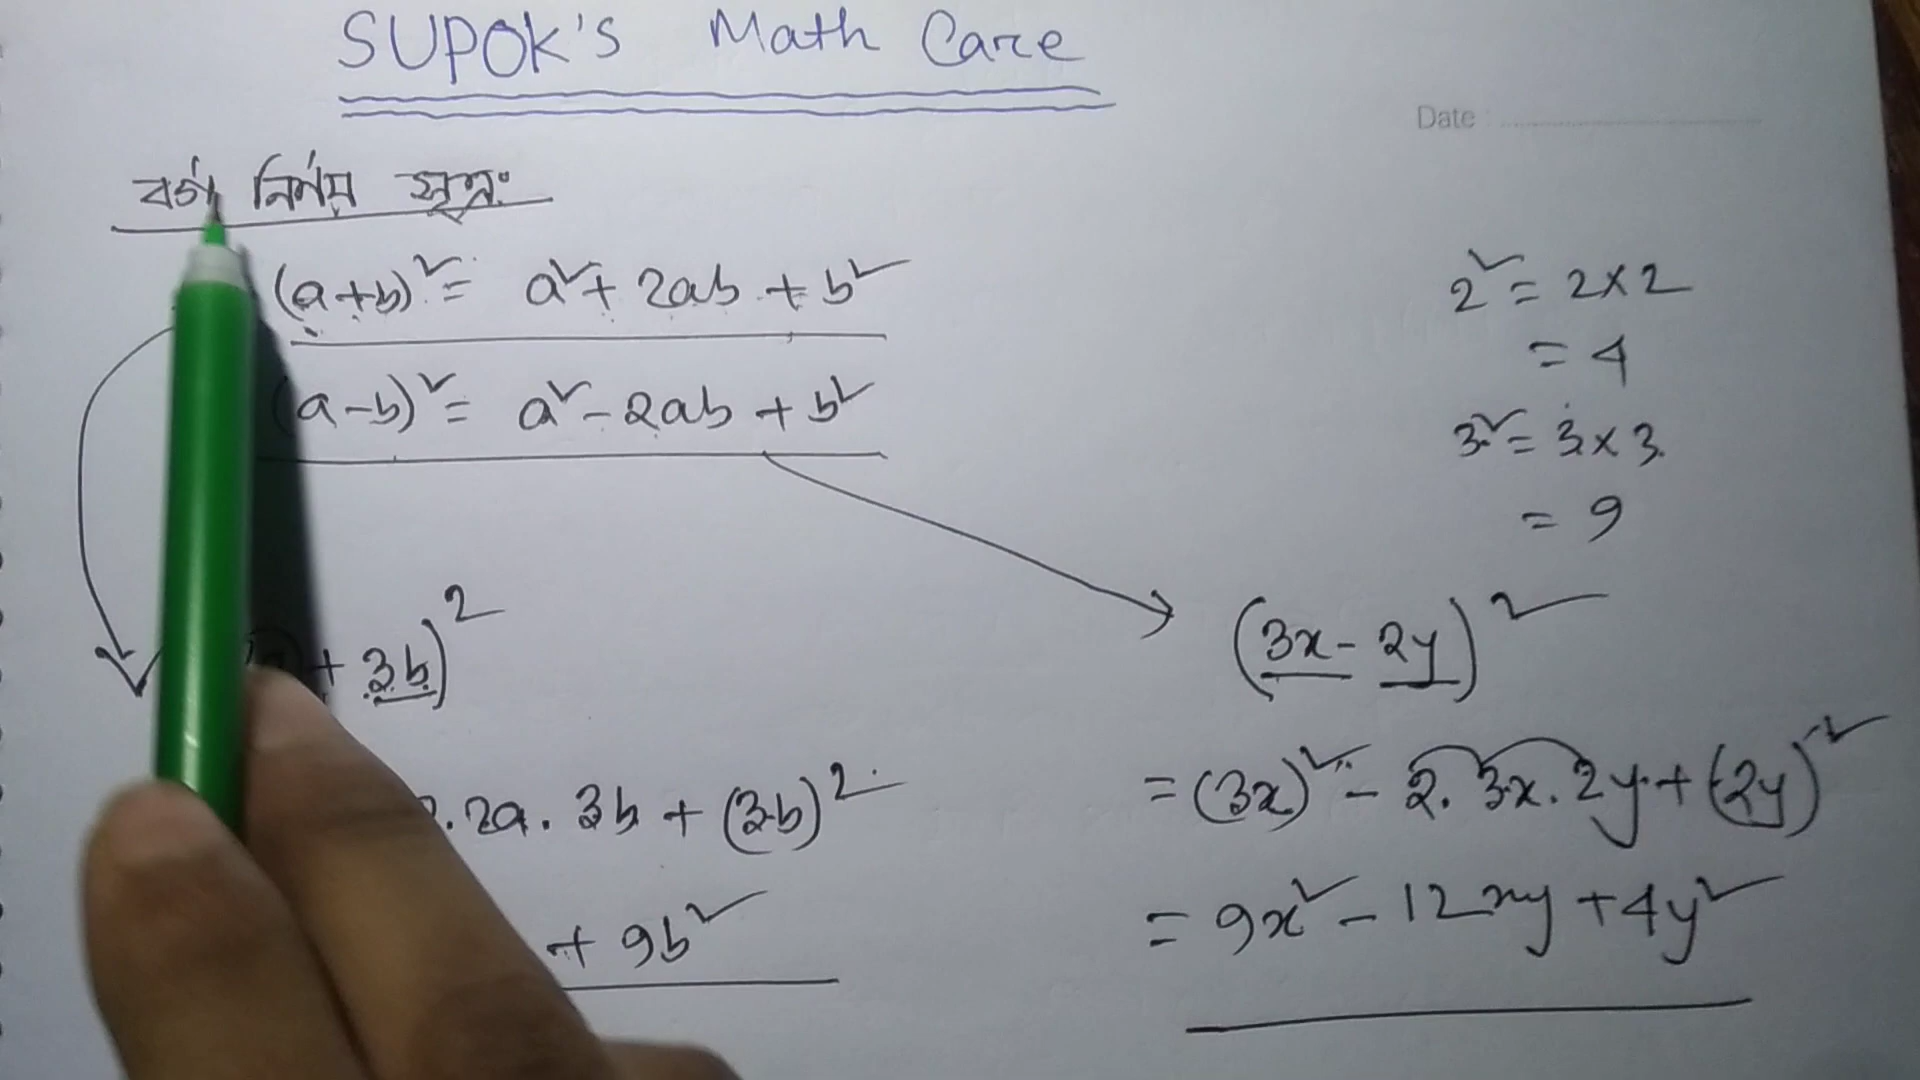 SUPOK's Math Care
Date
বর্গ নির্ণয় সূত্রঃ
(a+b)² = a² + 2ab + b²
(a-b)² = a² - 2ab + b²
2² = 2×2
= 4
3² = 3×3
= 9
+ 3b)²
.2a. 3b + (3b)²
+ 9b²
(3x - 2y)²
= (3x)² - 2. 3x. 2y + (2y)²
= 9x² - 12xy + 4y²